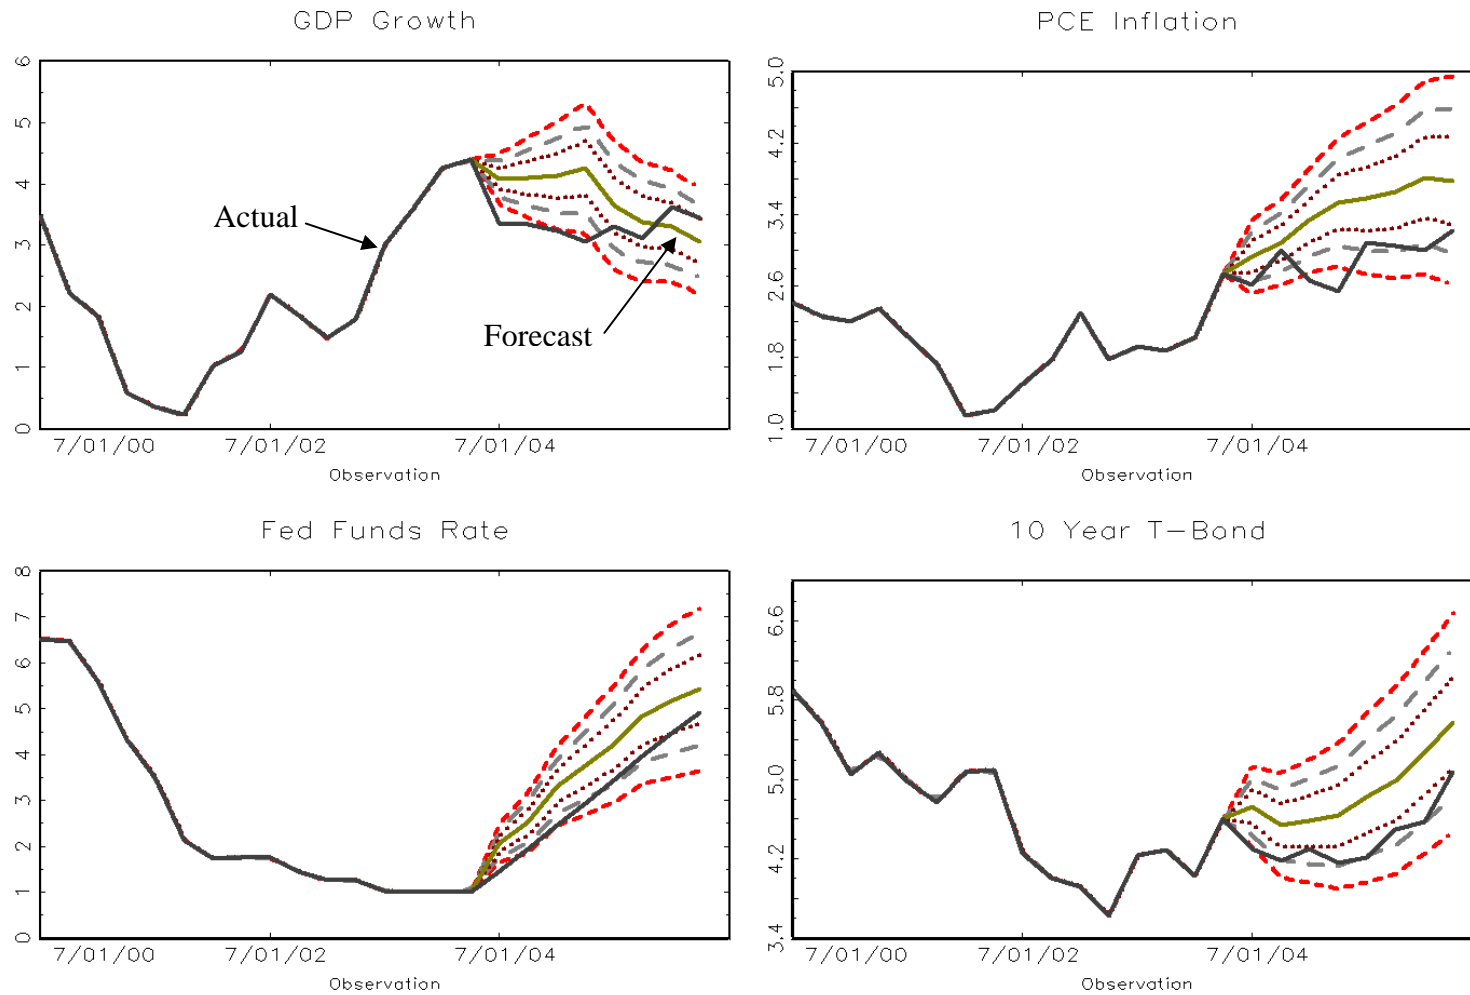 GDP Growth
6
5
4
3
2
1
0
Actual
Forecast
7/01/00 7/01/02 7/01/04
Observation
PCE Inflation
5.0
4.2
3.4
2.6
1.8
1.0
7/01/00 7/01/02 7/01/04
Observation
Fed Funds Rate
8
7
6
5
4
3
2
1
0
7/01/00 7/01/02 7/01/04
Observation
10 Year T-Bond
6.6
5.8
5.0
4.2
3.4
7/01/00 7/01/02 7/01/04
Observation